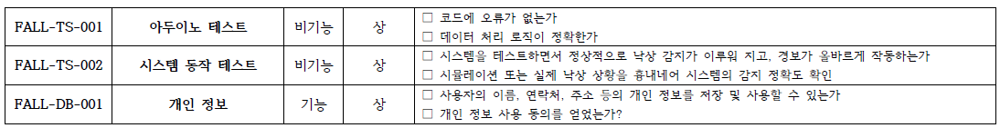 FALL-TS-001 아두이노 테스트 비기능 상 □ 코드에 오류가 없는가
□ 데이터 처리 로직이 정확한가
FALL-TS-002 시스템 동작 테스트 비기능 상 □ 시스템을 테스트하면서 정상적으로 낙상 감지가 이루워 지고, 경보가 올바르게 작동하는가
□ 시뮬레이션 또는 실제 낙상 상황을 흉내네어 시스템의 감지 정확도 확인
FALL-DB-001 개인 정보 기능 상 □ 사용자의 이름, 연락처, 주소 등의 개인 정보를 저장 및 사용할 수 있는가
□ 개인 정보 사용 동의를 얻었는가?